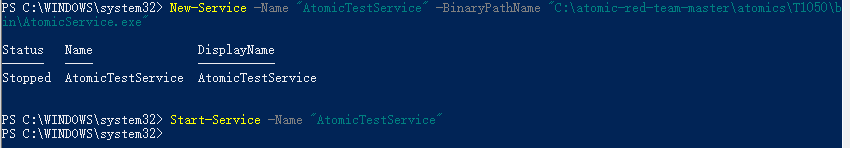 PS C:\WINDOWS\system32> New-Service -Name "AtomicTestService" -BinaryPathName "C:\atomic-red-team-master\atomics\T1050\b
in\AtomicService.exe"
Status   Name               DisplayName
------   ----               -----------
Stopped  AtomicTestService  AtomicTestService
PS C:\WINDOWS\system32> Start-Service -Name "AtomicTestService"
PS C:\WINDOWS\system32>